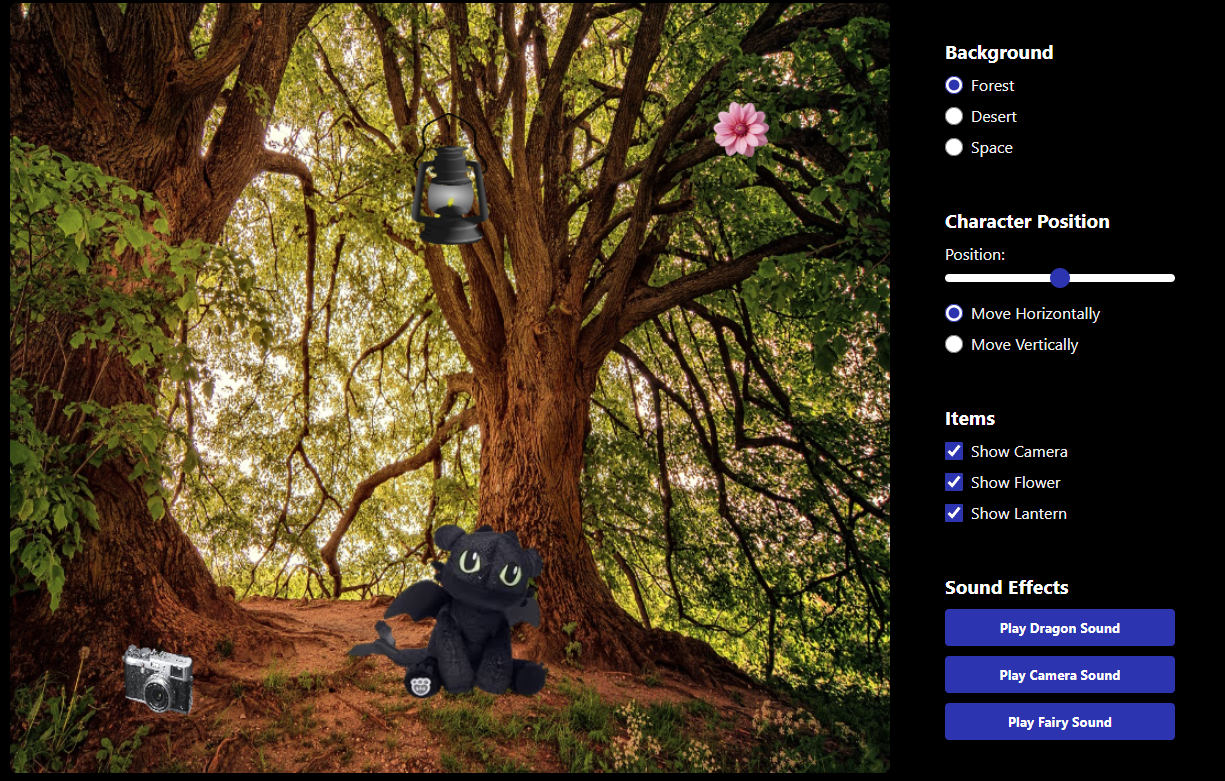 Background
Forest
Desert
Space
Character Position
Position:
Move Horizontally
Move Vertically
Items
Show Camera
Show Flower
Show Lantern
Sound Effects
Play Dragon Sound
Play Camera Sound
Play Fairy Sound